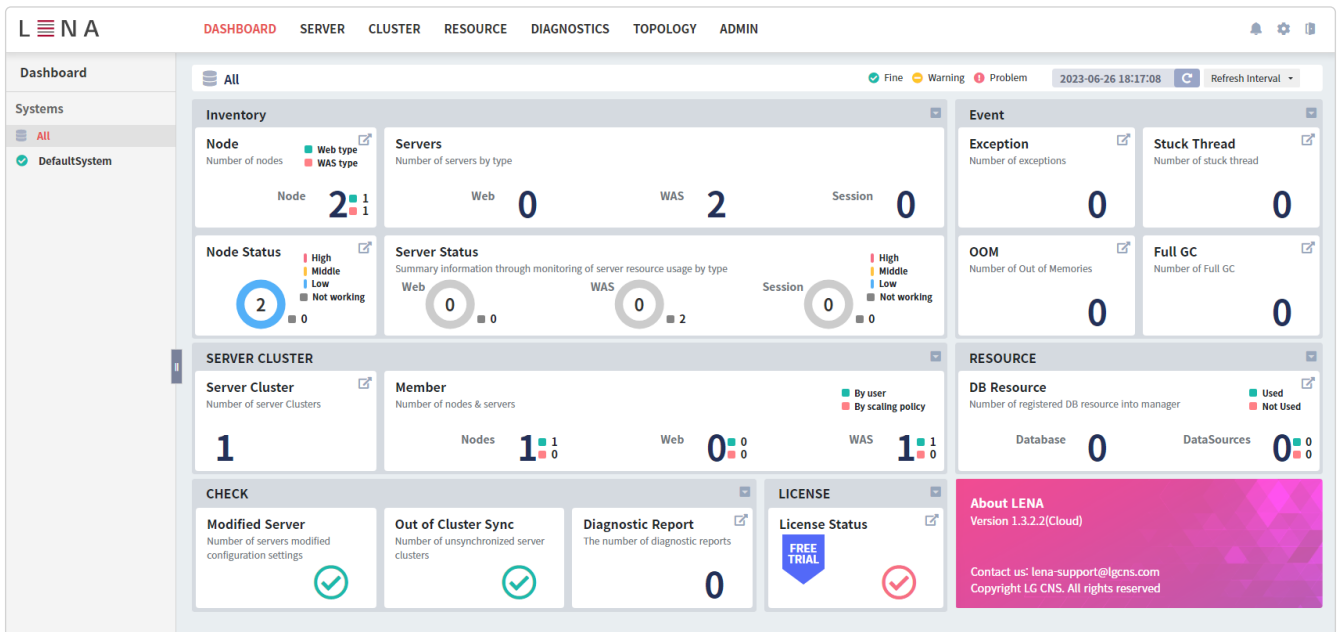 LENA
DASHBOARD SERVER CLUSTER RESOURCE DIAGNOSTICS TOPOLOGY ADMIN
Dashboard
Systems
All
DefaultSystem
All
Fine Warning Problem 2023-06-26 18:17:08 Refresh Interval
Inventory
Node
Number of nodes
Web type
WAS type
Node 2 1
1
Servers
Number of servers by type
Web 0 WAS 2 Session 0
Node Status
High
Middle
Low
Not working
2 0
Server Status
Summary information through monitoring of server resource usage by type
High
Middle
Low
Not working
Web 0 0 WAS 0 2 Session 0 0
Event
Exception
Number of exceptions
0
Stuck Thread
Number of stuck thread
0
OOM
Number of Out of Memories
0
Full GC
Number of Full GC
0
SERVER CLUSTER
Server Cluster
Number of server Clusters
1
Member
Number of nodes & servers
By user
By scaling policy
Nodes 1 1
0
Web 0 0
0
WAS 1 1
0
RESOURCE
DB Resource
Number of registered DB resource into manager
Used
Not Used
Database 0 DataSources 0 0
0
CHECK
Modified Server
Number of servers modified
configuration settings
Out of Cluster Sync
Number of unsynchronized server
clusters
Diagnostic Report
The number of diagnostic reports
0
LICENSE
License Status
FREE
TRIAL
About LENA
Version 1.3.2.2(Cloud)
Contact us: lena-support@lgcns.com
Copyright LG CNS. All rights reserved